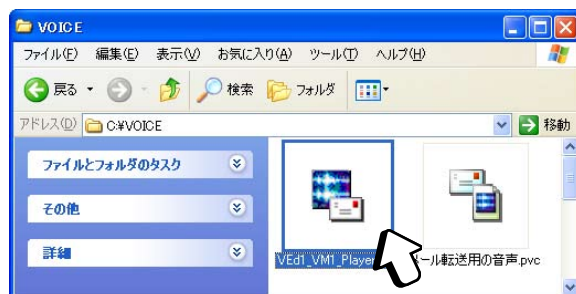 VOICE
ファイル(F) 編集(E) 表示(V) お気に入り(A) ツール(T) ヘルプ(H)
戻る 検索 フォルダ
アドレス(D) C:¥VOICE 移動
ファイルとフォルダのタスク
その他
詳細
VEd1_VM1_Player ール転送用の音声.pvc